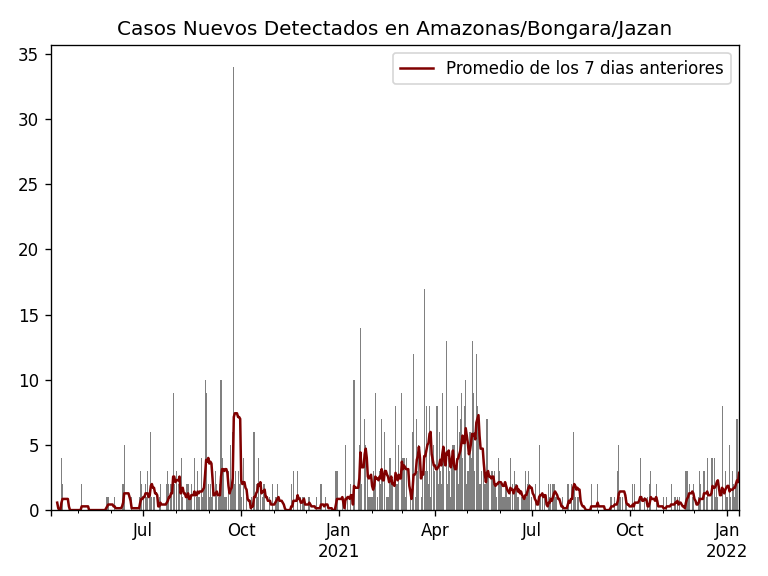 Casos Nuevos Detectados en Amazonas/Bongara/Jazan
Promedio de los 7 dias anteriores
35
30
25
20
15
10
5
0
Jul
Oct
Jan
2021
Apr
Jul
Oct
Jan
2022